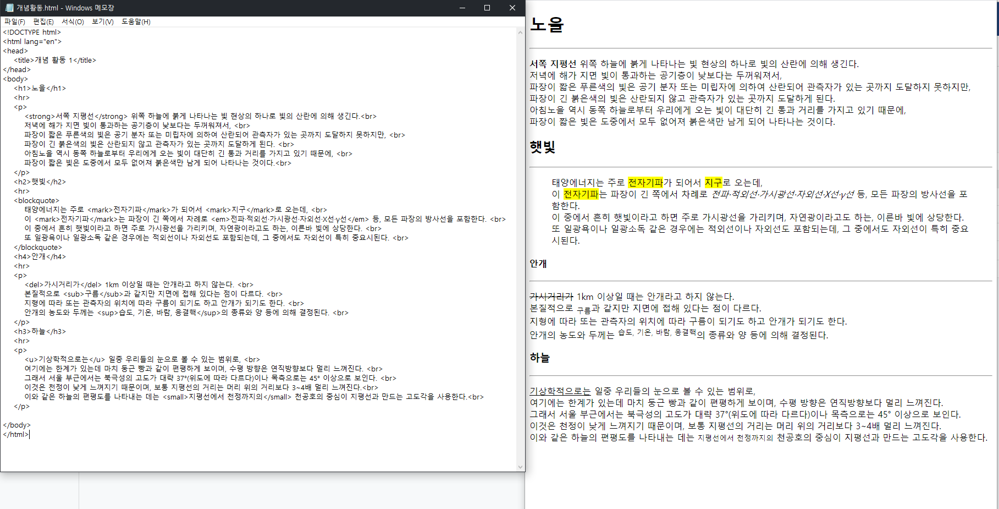 개념활동.html - Windows 메모장
파일(F) 편집(E) 서식(O) 보기(V) 도움말(H)
<!DOCTYPE html>
<html lang="en">
<head>
<title>개념 활동 1</title>
</head>
<body>
<h1>노을</h1>
<hr>
<p>
<strong>서쪽 지평선</strong> 위쪽 하늘에 붉게 나타나는 빛 현상의 하나로 빛의 산란에 의해 생긴다.<br>
저녁에 해가 지면 빛이 통과하는 공기층이 낮보다는 두꺼워져서, <br>
파장이 짧은 푸른색의 빛은 공기 분자 또는 미립자에 의하여 산란되어 관측자가 있는 곳까지 도달하지 못하지만, <br>
파장이 긴 붉은색의 빛은 산란되지 않고 관측자가 있는 곳까지 도달하게 된다. <br>
아침노을 역시 동쪽 하늘로부터 우리에게 오는 빛이 대단히 긴 통과 거리를 가지고 있기 때문에, <br>
파장이 짧은 빛은 도중에서 모두 없어져 붉은색만 남게 되어 나타나는 것이다.<br>
</p>
<h2>햇빛</h2>
<hr>
<blockquote>
태양에너지는 주로 <mark>전자기파</mark>가 되어서 <mark>지구</mark>로 오는데, <br>
이 <mark>전자기파</mark>는 파장이 긴 쪽에서 차례로 <em>전파·적외선·가시광선·자외선·X선·γ선</em> 등, 모든 파장의 방사선을 포함한다. <br>
이 중에서 흔히 햇빛이라고 하면 주로 가시광선을 가리키며, 자연광이라고도 하는, 이른바 빛에 상당한다. <br>
또 일광욕이나 일광소독 같은 경우에는 적외선이나 자외선도 포함되는데, 그 중에서도 자외선이 특히 중요시된다. <br>
</blockquote>
<h4>안개</h4>
<hr>
<p>
<del>가시거리가</del> 1km 이상일 때는 안개라고 하지 않는다. <br>
본질적으로 <sub>구름</sub>과 같지만 지면에 접해 있다는 점이 다르다. <br>
지형에 따라 또는 관측자의 위치에 따라 구름이 되기도 하고 안개가 되기도 한다. <br>
안개의 농도와 두께는 <sup>습도, 기온, 바람, 응결핵</sup>의 종류와 양 등에 의해 결정된다. <br>
</p>
<h3>하늘</h3>
<hr>
<p>
<u>기상학적으로는</u> 일중 우리들의 눈으로 볼 수 있는 범위로, <br>
여기에는 한계가 있는데 마치 둥근 빵과 같이 편평하게 보이며, 수평 방향은 연직방향보다 멀리 느껴진다. <br>
그래서 서울 부근에서는 북극성의 고도가 대략 37°(위도에 따라 다르다)이나 목측으로는 45° 이상으로 보인다. <br>
이것은 천정이 낮게 느껴지기 때문이며, 보통 지평선의 거리는 머리 위의 거리보다 3~4배 멀리 느껴진다.<br>
이와 같은 하늘의 편평도를 나타내는 데는 <small>지평선에서 천정까지의</small> 천공호의 중심이 지평선과 만드는 고도각을 사용한다.<br>
</p>
</body>
</html>
노을
서쪽 지평선 위쪽 하늘에 붉게 나타나는 빛 현상의 하나로 빛의 산란에 의해 생긴다.
저녁에 해가 지면 빛이 통과하는 공기층이 낮보다는 두꺼워져서,
파장이 짧은 푸른색의 빛은 공기 분자 또는 미립자에 의하여 산란되어 관측자가 있는 곳까지 도달하지 못하지만,
파장이 긴 붉은색의 빛은 산란되지 않고 관측자가 있는 곳까지 도달하게 된다.
아침노을 역시 동쪽 하늘로부터 우리에게 오는 빛이 대단히 긴 통과 거리를 가지고 있기 때문에,
파장이 짧은 빛은 도중에서 모두 없어져 붉은색만 남게 되어 나타나는 것이다.
햇빛
태양에너지는 주로 전자기파가 되어서 지구로 오는데,
이 전자기파는 파장이 긴 쪽에서 차례로 전파·적외선·가시광선·자외선·X선·γ선 등, 모든 파장의 방사선을 포
함한다.
이 중에서 흔히 햇빛이라고 하면 주로 가시광선을 가리키며, 자연광이라고도 하는, 이른바 빛에 상당한다.
또 일광욕이나 일광소독 같은 경우에는 적외선이나 자외선도 포함되는데, 그 중에서도 자외선이 특히 중요
시된다.
안개
가시거리가 1km 이상일 때는 안개라고 하지 않는다.
본질적으로 구름과 같지만 지면에 접해 있다는 점이 다르다.
지형에 따라 또는 관측자의 위치에 따라 구름이 되기도 하고 안개가 되기도 한다.
안개의 농도와 두께는 습도, 기온, 바람, 응결핵의 종류와 양 등에 의해 결정된다.
하늘
기상학적으로는 일중 우리들의 눈으로 볼 수 있는 범위로,
여기에는 한계가 있는데 마치 둥근 빵과 같이 편평하게 보이며, 수평 방향은 연직방향보다 멀리 느껴진다.
그래서 서울 부근에서는 북극성의 고도가 대략 37°(위도에 따라 다르다)이나 목측으로는 45° 이상으로 보인다.
이것은 천정이 낮게 느껴지기 때문이며, 보통 지평선의 거리는 머리 위의 거리보다 3~4배 멀리 느껴진다.
이와 같은 하늘의 편평도를 나타내는 데는 지평선에서 천정까지의 천공호의 중심이 지평선과 만드는 고도각을 사용한다.